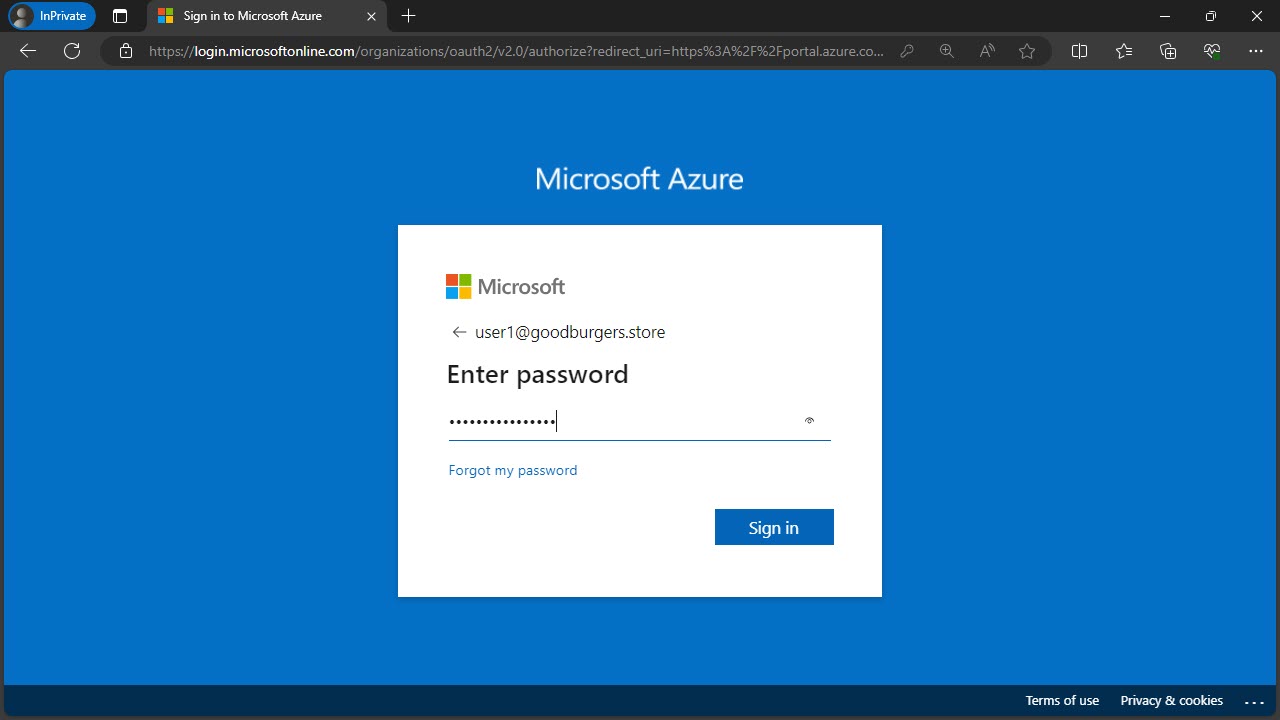 InPrivate
Sign in to Microsoft Azure
https://login.microsoftonline.com/organizations/oauth2/v2.0/authorize?redirect_uri=https%3A%2F%2Fportal.azure.co...
Microsoft Azure
Microsoft
user1@goodburgers.store
Enter password
Forgot my password
Sign in
Terms of use Privacy & cookies ...